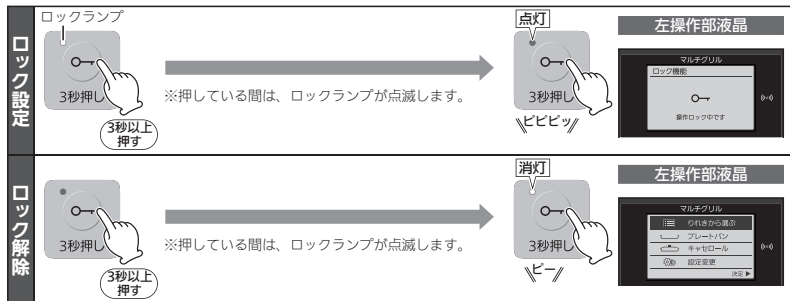 ロック設定
ロックランプ
3秒押し
3秒以上
押す
※押している間は、ロックランプが点滅します。
点灯
3秒押し
ピピピッ
左操作部液晶
マルチグリル
ロック機能
操作ロック中です
ロック解除
3秒押し
3秒以上
押す
※押している間は、ロックランプが点滅します。
消灯
3秒押し
ピー
左操作部液晶
マルチグリル
りれきから選ぶ
プレートパン
キャセロール
設定変更
決定 ▶